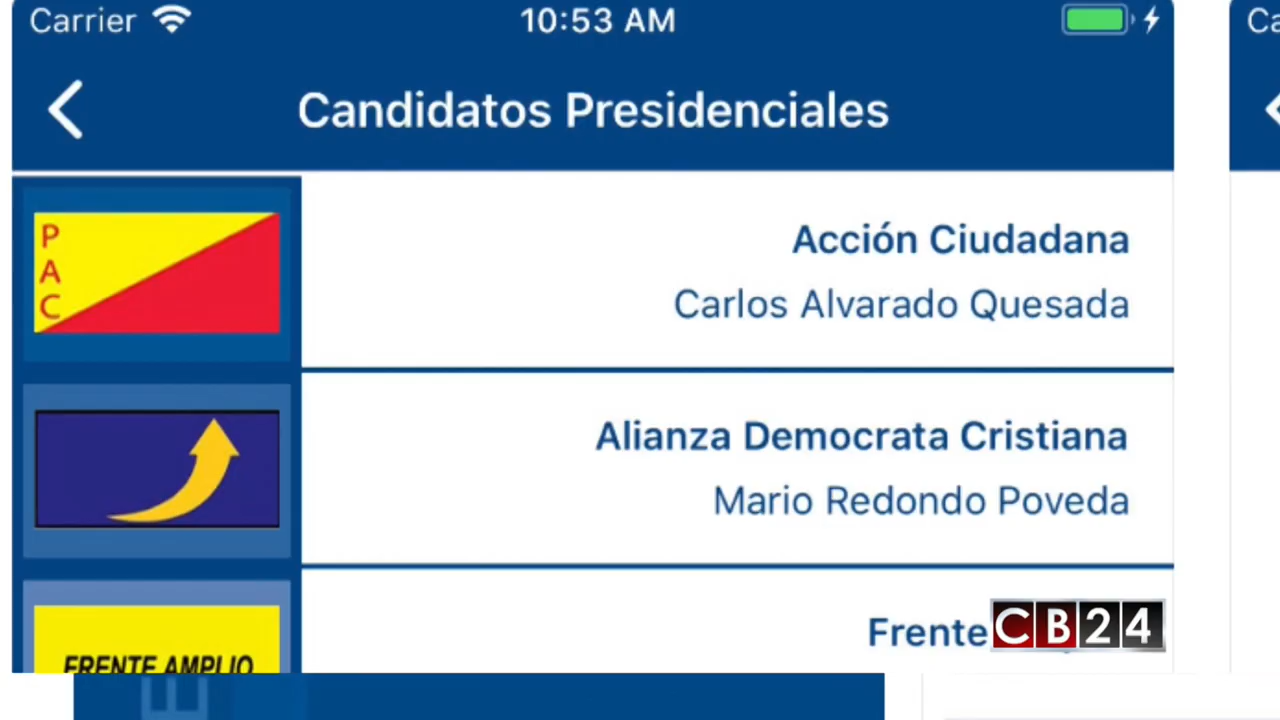 Carrier
10:53 AM
Ca
Candidatos Presidenciales
P
A
C
Acción Ciudadana
Carlos Alvarado Quesada
Alianza Democrata Cristiana
Mario Redondo Poveda
FRENTE AMPLIO
Frente
CB24
E